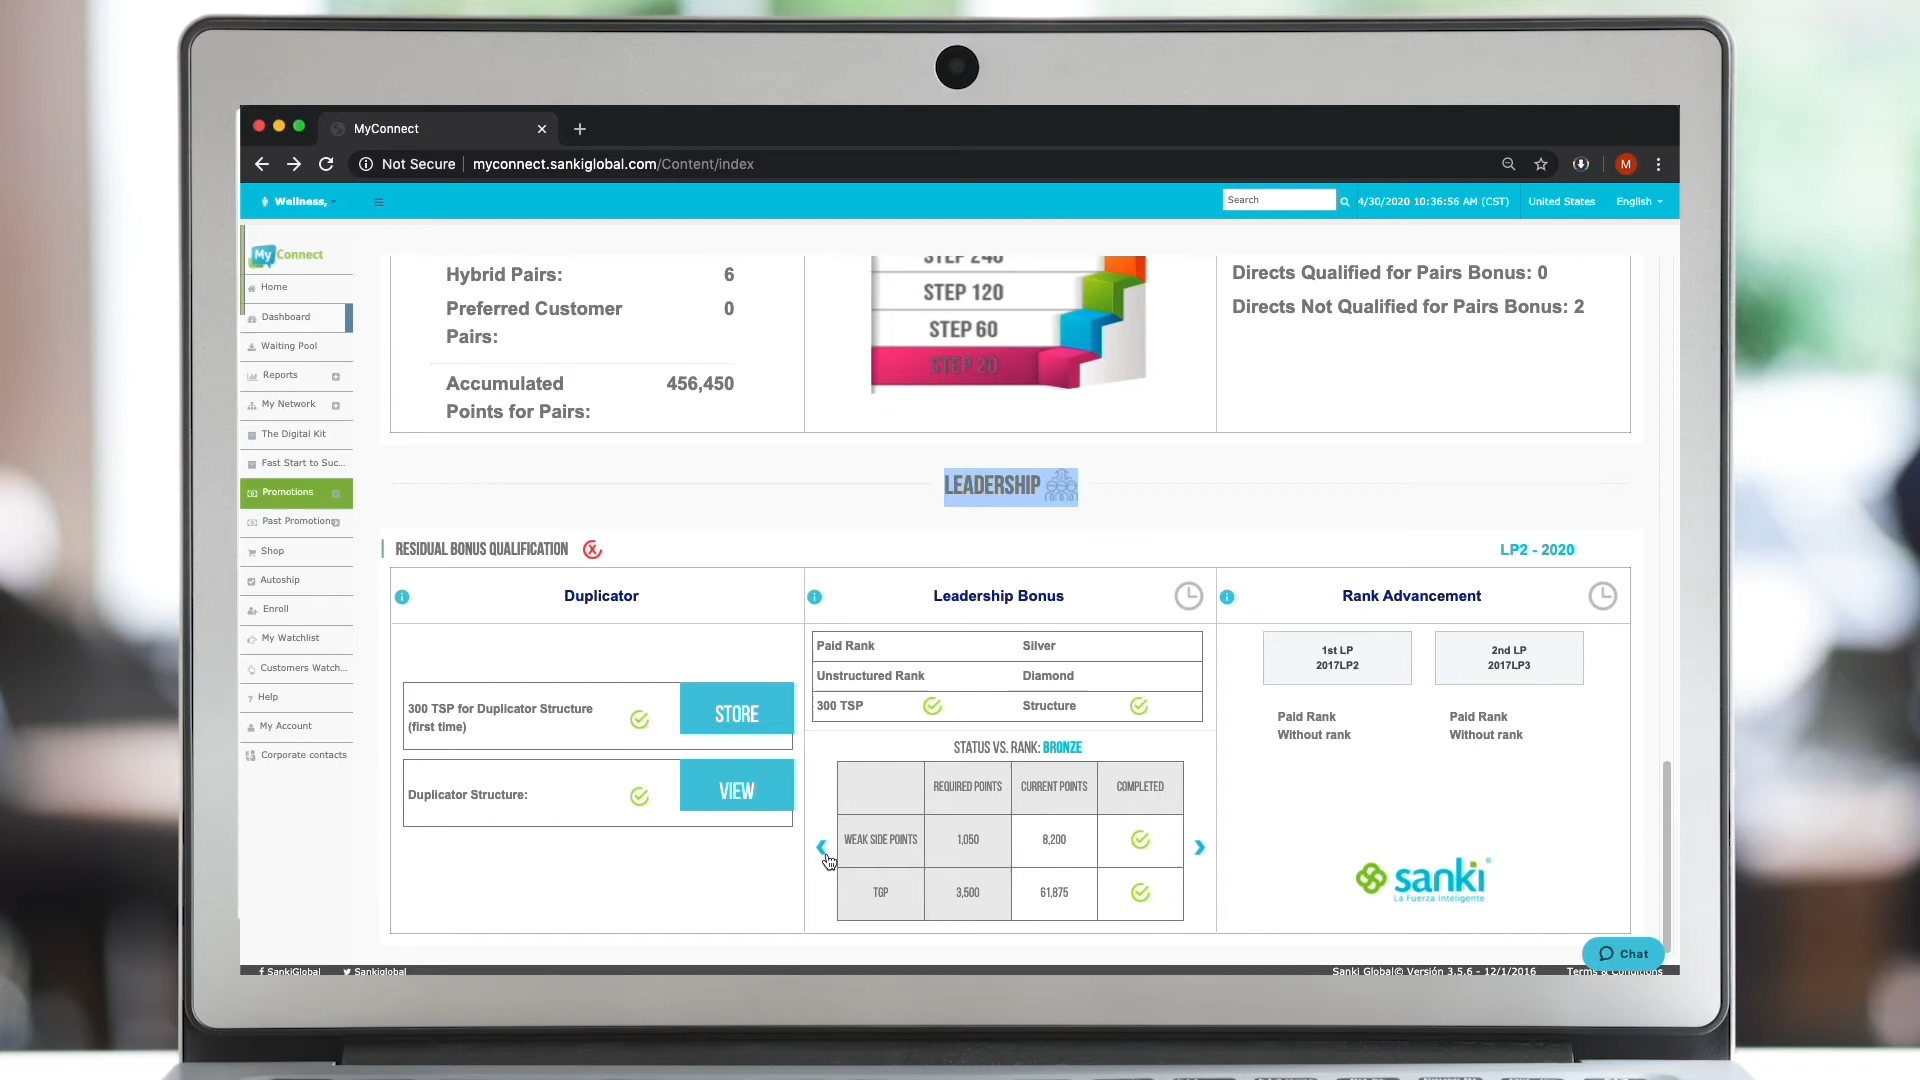 MyConnect
Not Secure
myconnect.sankiglobal.com/Content/index
M
Wellness,
Search
4/30/2020 10:36:56 AM (CST)
United States
English
My Connect
Home
Dashboard
Waiting Pool
Reports
My Network
The Digital Kit
Fast Start to Suc...
Promotions
Past Promotions
Shop
Autoship
Enroll
My Watchlist
Customers Watch...
Help
My Account
Corporate contacts
Hybrid Pairs: 6
Preferred Customer 0
Pairs:
Accumulated 456,450
Points for Pairs:
STEP 240
STEP 120
STEP 60
STEP 20
Directs Qualified for Pairs Bonus: 0
Directs Not Qualified for Pairs Bonus: 2
LEADERSHIP
RESIDUAL BONUS QUALIFICATION
LP2 - 2020
Duplicator
300 TSP for Duplicator Structure
(first time)
STORE
Duplicator Structure:
VIEW
Leadership Bonus
Paid Rank Silver
Unstructured Rank Diamond
300 TSP Structure
STATUS VS. RANK: BRONZE
REQUIRED POINTS CURRENT POINTS COMPLETED
WEAK SIDE POINTS 1,050 8,200
TGP 3,500 61,875
Rank Advancement
1st LP
2017LP2
2nd LP
2017LP3
Paid Rank
Without rank
Paid Rank
Without rank
sanki
La Fuerza Inteligente
Chat
SankiGlobal
Sankiglobal
Sanki Global© Versión 3.5.6 - 12/1/2016
Terms & Conditions